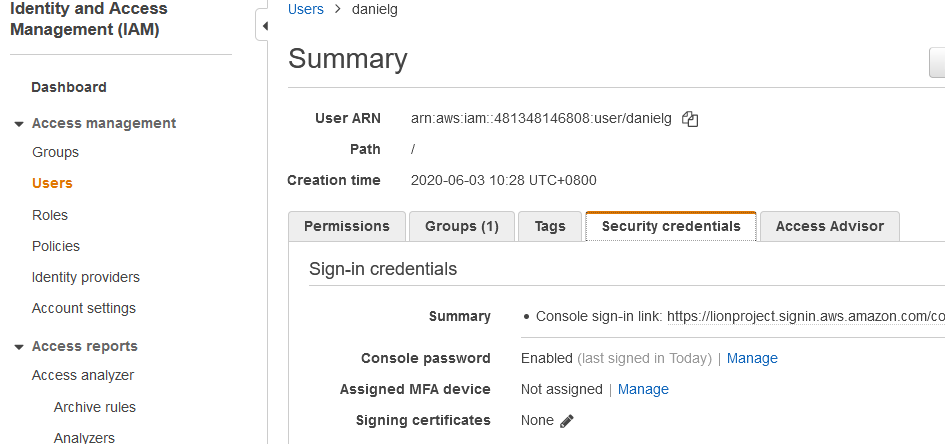 Identity and Access
Management (IAM)
Dashboard
Access management
Groups
Users
Roles
Policies
Identity providers
Account settings
Access reports
Access analyzer
Archive rules
Analyzers
Users > danielg
Summary
User ARN arn:aws:iam::481348146808:user/danielg
Path /
Creation time 2020-06-03 10:28 UTC+0800
Permissions Groups (1) Tags Security credentials Access Advisor
Sign-in credentials
Summary • Console sign-in link: https://lionproject.signin.aws.amazon.com/co
Console password Enabled (last signed in Today) | Manage
Assigned MFA device Not assigned | Manage
Signing certificates None